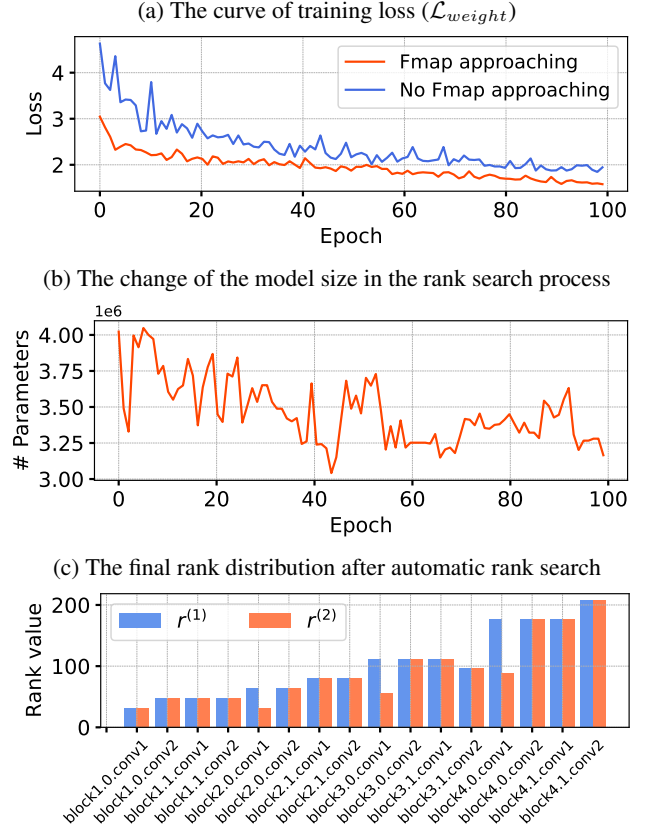 (a) The curve of training loss (ℒ_weight)
4
3
2
Loss
Fmap approaching
No Fmap approaching
0 20 40 60 80 100
Epoch
(b) The change of the model size in the rank search process
1e6
4.00
3.75
3.50
3.25
3.00
# Parameters
0 20 40 60 80 100
Epoch
(c) The final rank distribution after automatic rank search
200
100
0
Rank value
r^(1) r^(2)
block1.0.conv1
block1.0.conv2
block1.1.conv1
block1.1.conv2
block2.0.conv1
block2.0.conv2
block2.1.conv1
block2.1.conv2
block3.0.conv1
block3.0.conv2
block3.1.conv1
block3.1.conv2
block4.0.conv1
block4.0.conv2
block4.1.conv1
block4.1.conv2